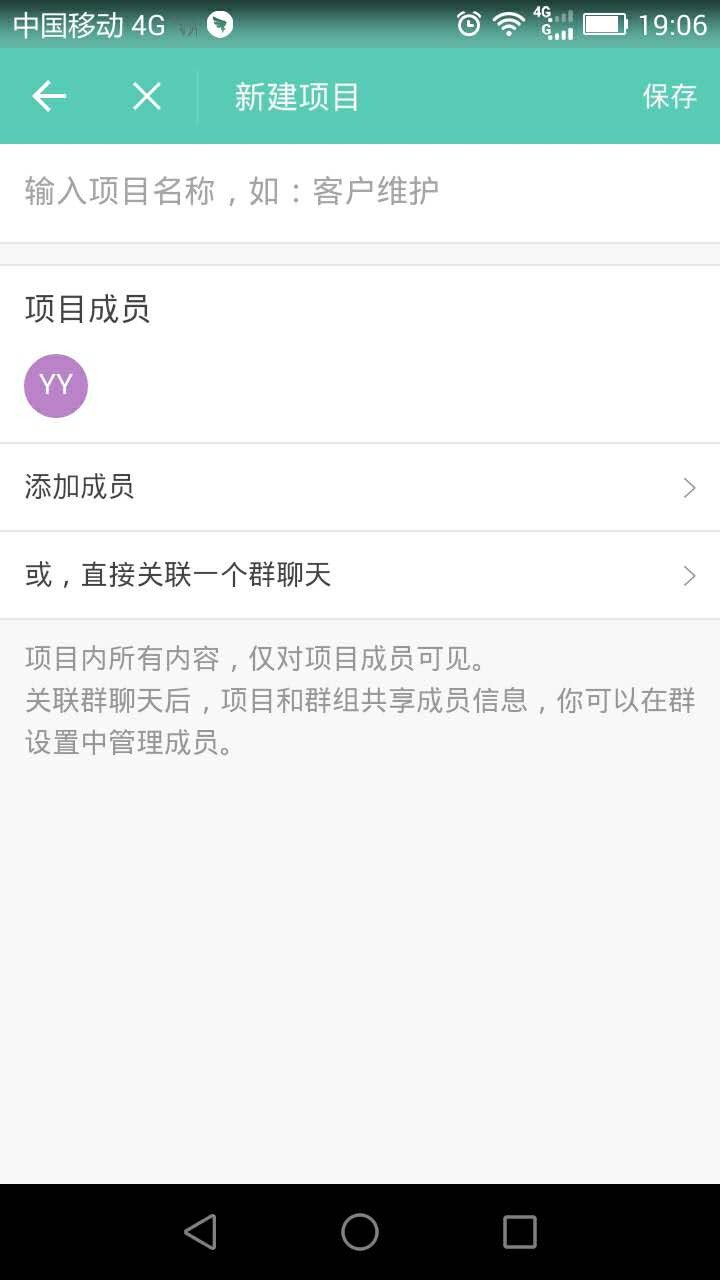 中国移动 4G
4G
G
19:06
新建项目
保存
输入项目名称，如：客户维护
项目成员
YY
添加成员
或，直接关联一个群聊天
项目内所有内容，仅对项目成员可见。
关联群聊天后，项目和群组共享成员信息，你可以在群
设置中管理成员。